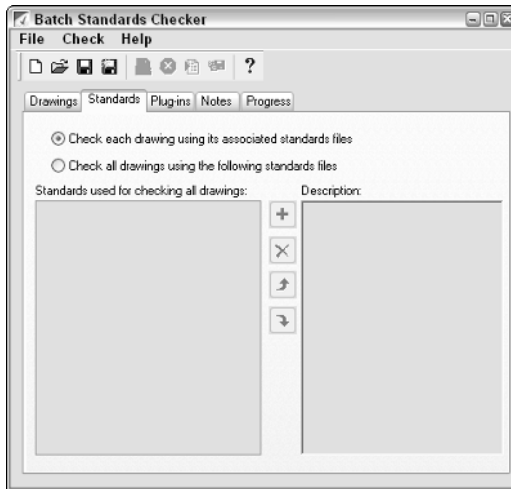 Batch Standards Checker
File Check Help
?
Drawings Standards Plug-ins Notes Progress
Check each drawing using its associated standards files
Check all drawings using the following standards files
Standards used for checking all drawings: Description: